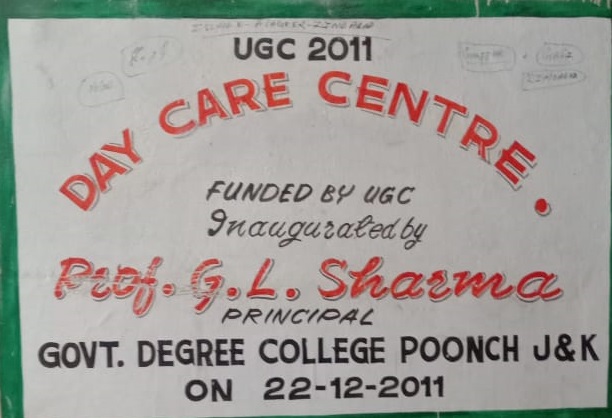 UGC 2011
DAY CARE CENTRE.
FUNDED BY UGC
Inaugurated by
Prof. G.L. Sharma
PRINCIPAL
GOVT. DEGREE COLLEGE POONCH J&K
ON 22-12-2011